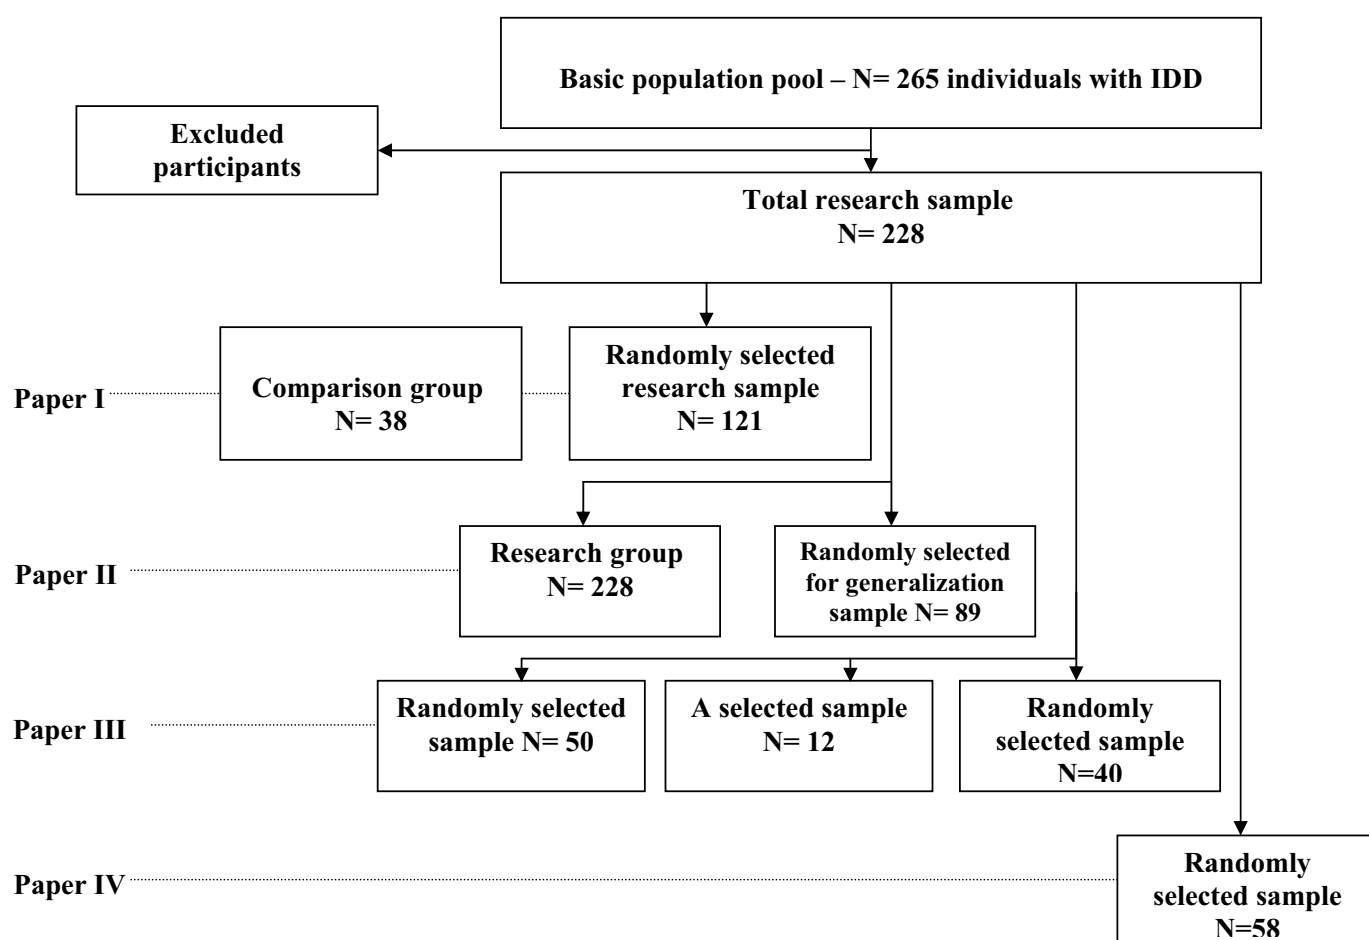 Basic population pool – N= 265 individuals with IDD
Excluded
participants
Total research sample
N= 228
Paper I
Comparison group
N= 38
Randomly selected
research sample
N= 121
Paper II
Research group
N= 228
Randomly selected
for generalization
sample N= 89
Paper III
Randomly selected
sample N= 50
A selected sample
N= 12
Randomly
selected sample
N=40
Paper IV
Randomly
selected sample
N=58